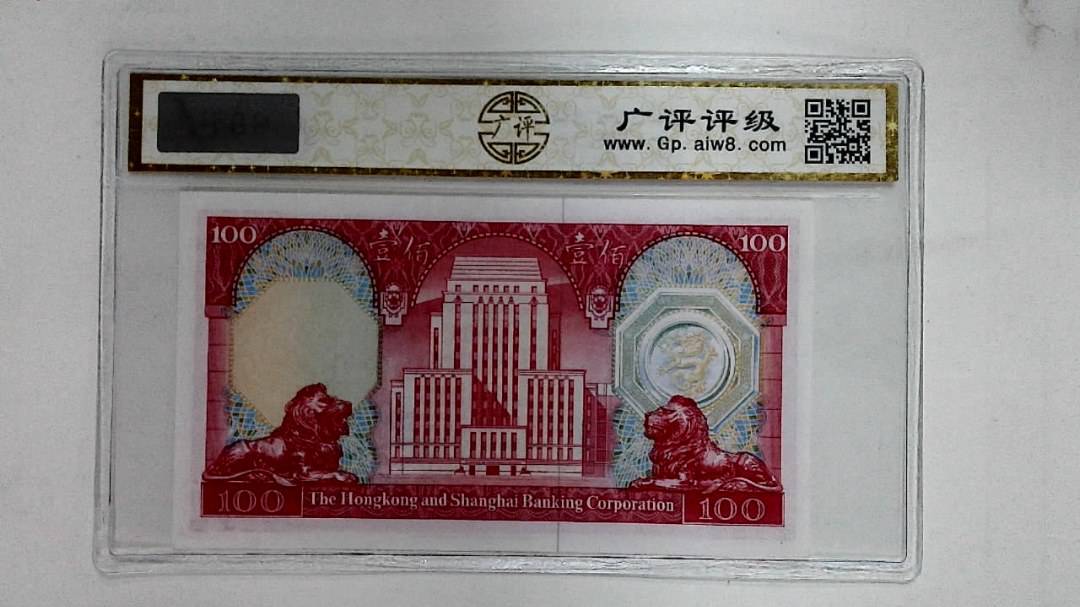 广评
广评评级
www. Gp. aiw8. com
100 壹佰 壹佰 100
100 The Hongkong and Shanghai Banking Corporation 100